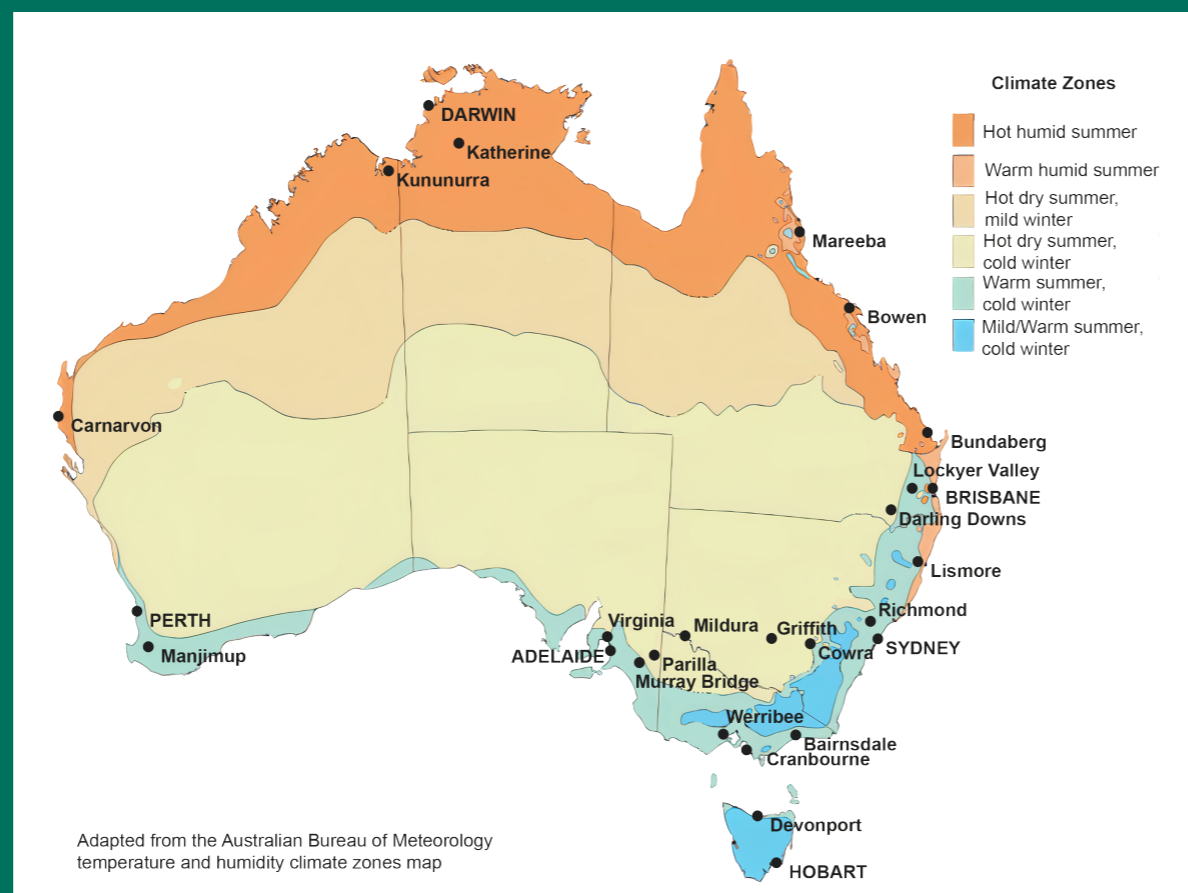 Climate Zones
Hot humid summer
Warm humid summer
Hot dry summer,
mild winter
Hot dry summer,
cold winter
Warm summer,
cold winter
Mild/Warm summer,
cold winter
DARWIN
Katherine
Kununurra
Mareeba
Bowen
Carnarvon
Bundaberg
Lockyer Valley
BRISBANE
Darling Downs
Lismore
Richmond
PERTH
Virginia
Mildura
Griffith
SYDNEY
Manjimup
ADELAIDE
Cowra
Parilla
Murray Bridge
Werribee
Bairnsdale
Cranbourne
Devonport
HOBART
Adapted from the Australian Bureau of Meteorology
temperature and humidity climate zones map